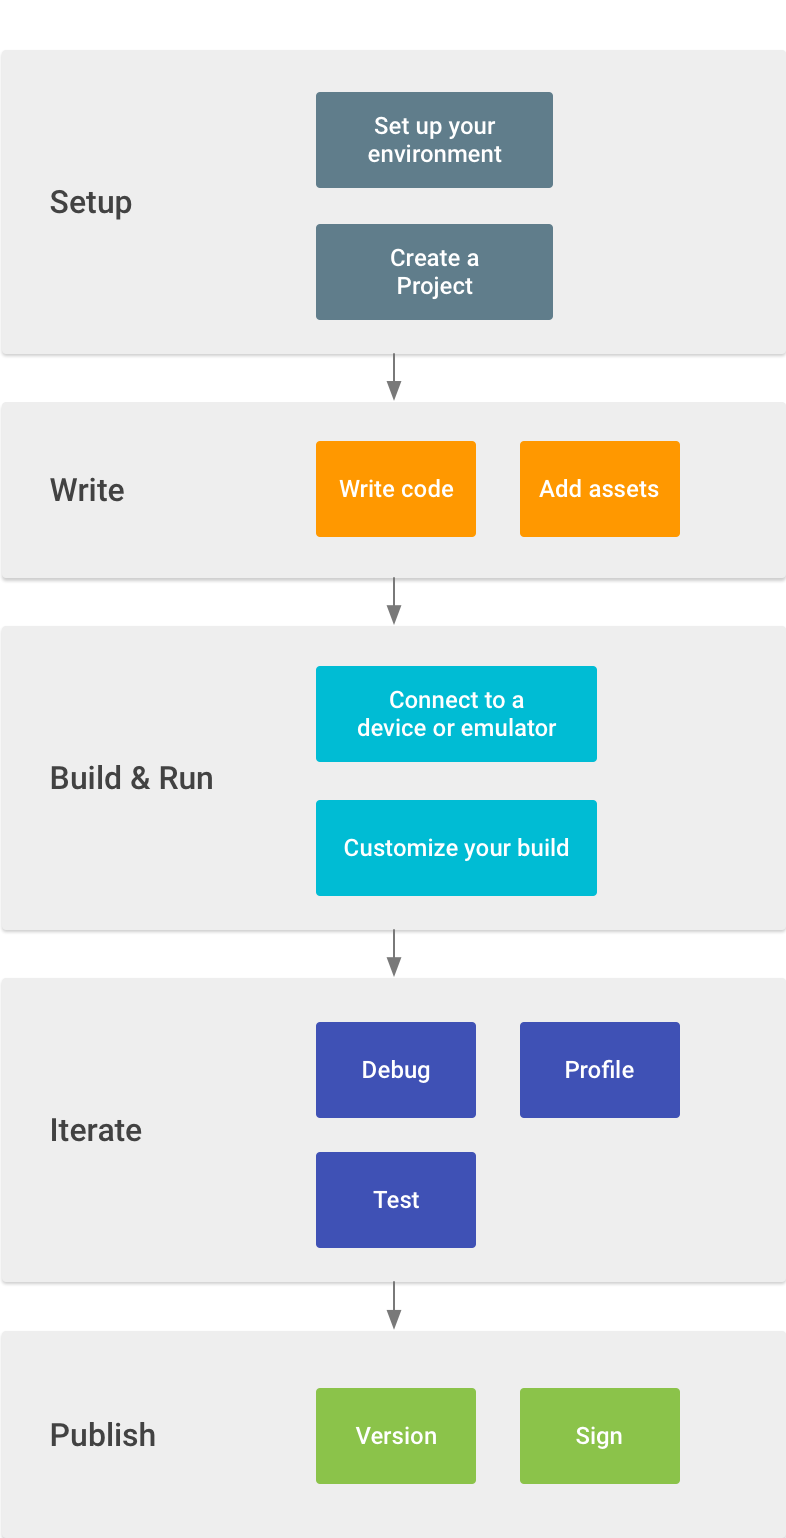 Setup
Set up your
environment
Create a
Project
Write
Write code
Add assets
Build & Run
Connect to a
device or emulator
Customize your build
Iterate
Debug
Profile
Test
Publish
Version
Sign